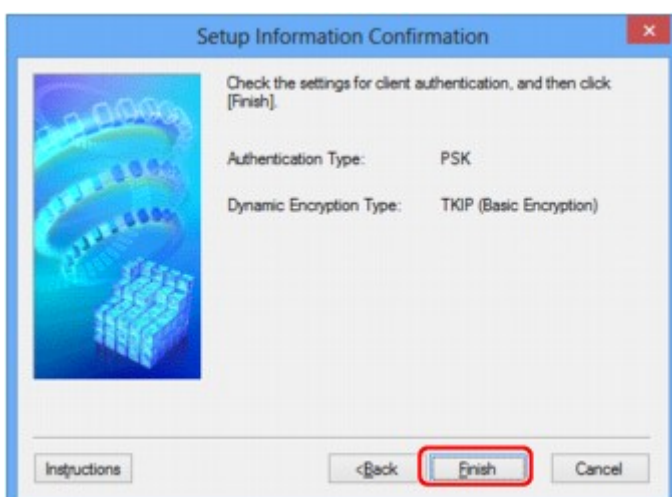 Setup Information Confirmation
Check the settings for client authentication, and then click
[Finish].
Authentication Type: PSK
Dynamic Encryption Type: TKIP (Basic Encryption)
Instructions <Back Finish Cancel